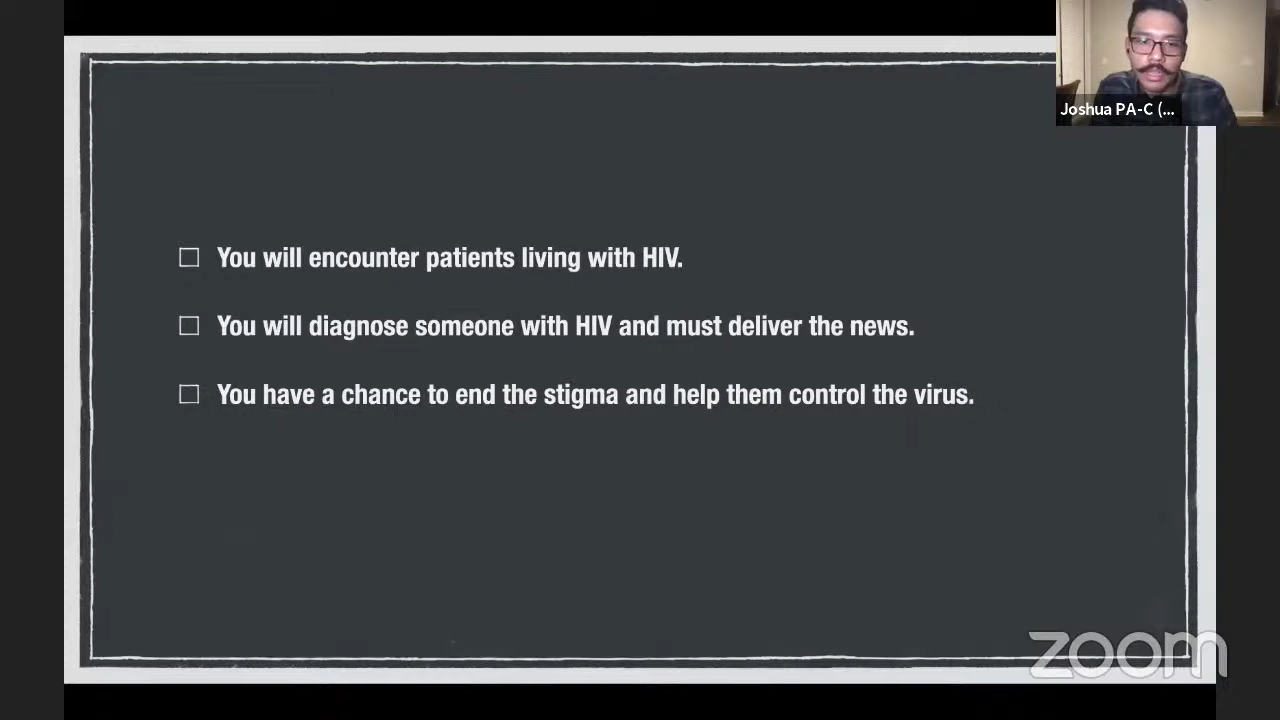 Joshua PA-C (...
You will encounter patients living with HIV.
You will diagnose someone with HIV and must deliver the news.
You have a chance to end the stigma and help them control the virus.
zoom